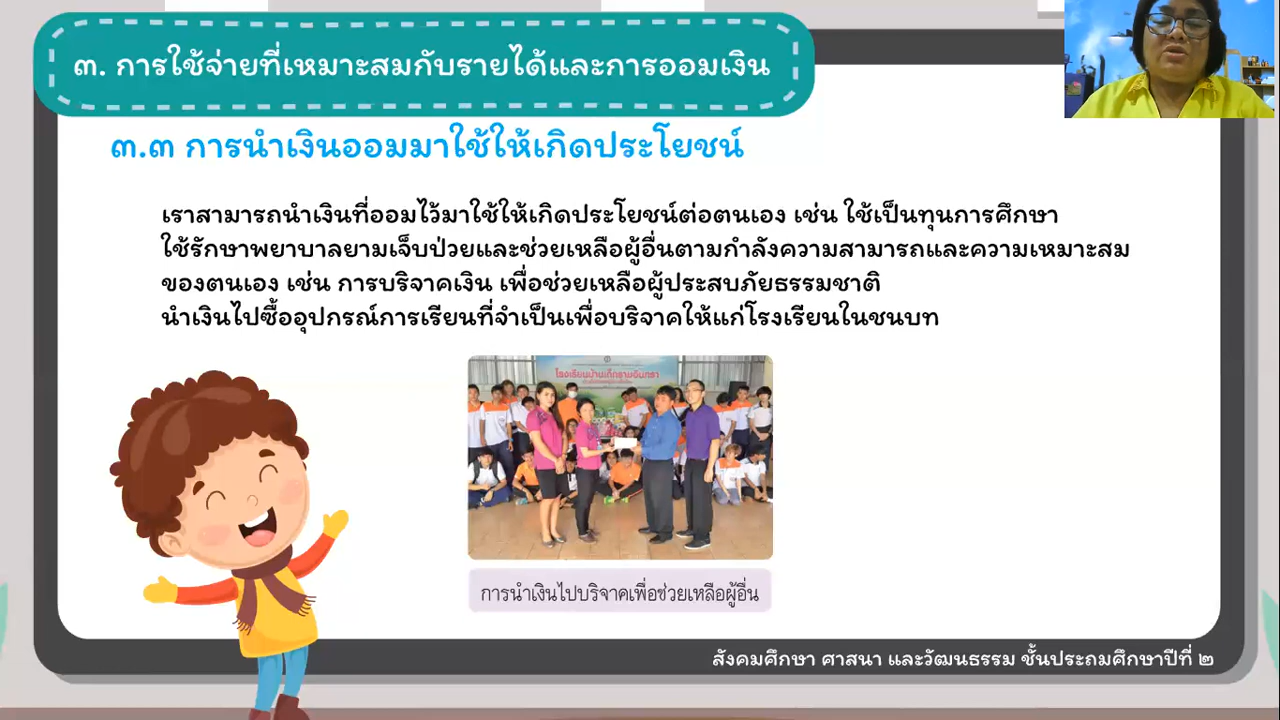 ๓. การใช้จ่ายที่เหมาะสมกับรายได้และการออมเงิน
๓.๓ การนำเงินออมมาใช้ให้เกิดประโยชน์
เราสามารถนำเงินที่ออมไว้มาใช้ให้เกิดประโยชน์ต่อตนเอง เช่น ใช้เป็นทุนการศึกษา
ใช้รักษาพยาบาลยามเจ็บป่วยและช่วยเหลือผู้อื่นตามกำลังความสามารถและความเหมาะสม
ของตนเอง เช่น การบริจาคเงิน เพื่อช่วยเหลือผู้ประสบภัยธรรมชาติ
นำเงินไปซื้ออุปกรณ์การเรียนที่จำเป็นเพื่อบริจาคให้แก่โรงเรียนในชนบท
การนำเงินไปบริจาคเพื่อช่วยเหลือผู้อื่น
สังคมศึกษา ศาสนา และวัฒนธรรม ชั้นประถมศึกษาปีที่ ๒